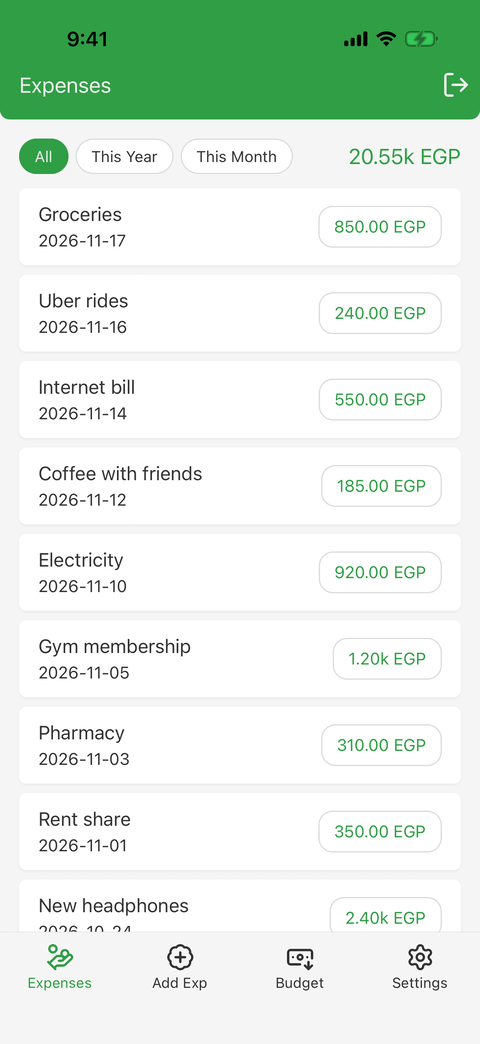 9:41
Expenses
All This Year This Month 20.55k EGP
Groceries
2026-11-17
850.00 EGP
Uber rides
2026-11-16
240.00 EGP
Internet bill
2026-11-14
550.00 EGP
Coffee with friends
2026-11-12
185.00 EGP
Electricity
2026-11-10
920.00 EGP
Gym membership
2026-11-05
1.20k EGP
Pharmacy
2026-11-03
310.00 EGP
Rent share
2026-11-01
350.00 EGP
New headphones
2026-10-24
2.40k EGP
Expenses Add Exp Budget Settings